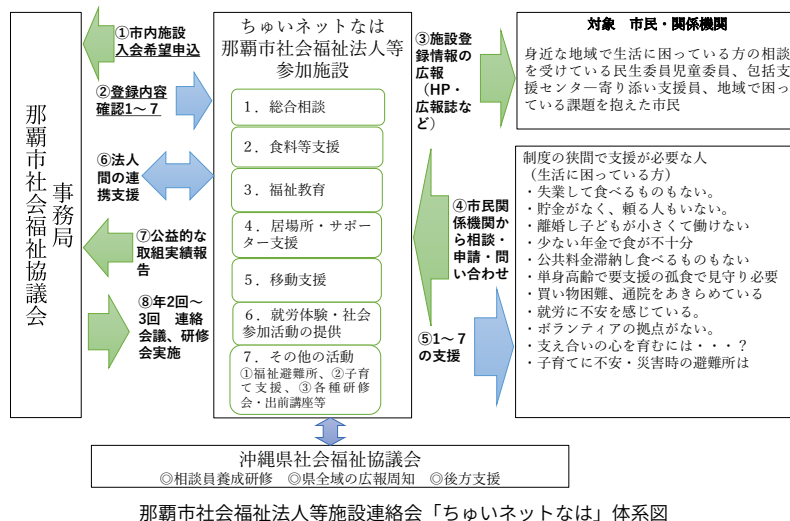 那覇市社会福祉協議会
事務局
①市内施設
入会希望申込
②登録内容
確認1～７
⑥法人
間の連
携支援
⑦公益的な
取組実績報
告
⑧年2回～
3回　連絡
会議、研修
会実施
ちゅいネットなは
那覇市社会福祉法人等
参加施設
１．総合相談
２．食料等支援
３．福祉教育
４．居場所・サポー
ター支援
５．移動支援
６．就労体験・社会
参加活動の提供
７．その他の活動
①福祉避難所、②子育
て支援、③各種研修
会・出前講座等
③施設登
録情報の
広報
（HP・
広報誌な
ど）
④市民関
係機関か
ら相談・
申請・問
い合わせ
⑤1～７
の支援
対象　市民・関係機関
身近な地域で生活に困っている方の相談
を受けている民生委員児童委員、包括支
援センター寄り添い支援員、地域で困っ
ている課題を抱えた市民
制度の狭間で支援が必要な人
（生活に困っている方）
・失業して食べるものもない。
・貯金がなく、頼る人もいない。
・離婚し子どもが小さくて働けない
・少ない年金で食が不十分
・公共料金滞納し食べるものもない
・単身高齢で要支援の孤食で見守り必要
・買い物困難、通院をあきらめている
・就労に不安を感じている。
・ボランティアの拠点がない。
・支え合いの心を育むには・・・？
・子育てに不安・災害時の避難所は
沖縄県社会福祉協議会
◎相談員養成研修　◎県全域の広報周知　◎後方支援
那覇市社会福祉法人等施設連絡会「ちゅいネットなは」体系図